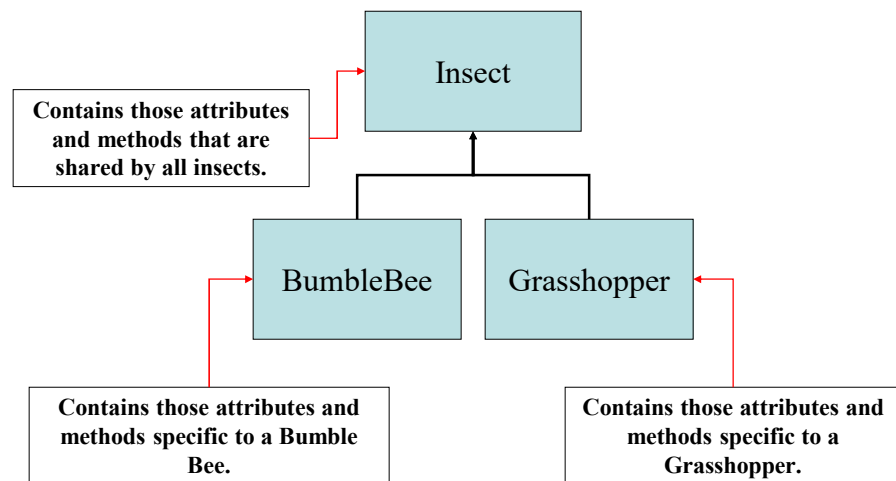 Insect
Contains those attributes
and methods that are
shared by all insects.
BumbleBee
Grasshopper
Contains those attributes and
methods specific to a Bumble
Bee.
Contains those attributes and
methods specific to a
Grasshopper.